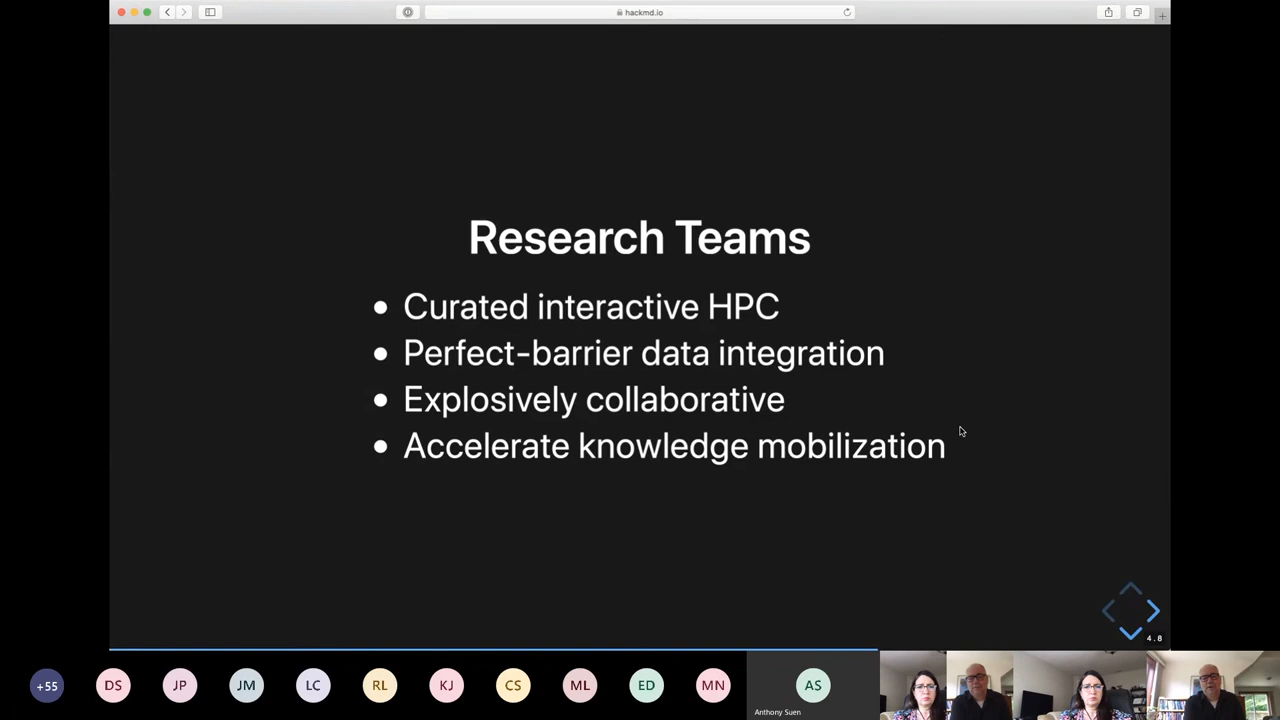 hackmd.io
Research Teams
Curated interactive HPC
Perfect-barrier data integration
Explosively collaborative
Accelerate knowledge mobilization
4.8
+55
DS
JP
JM
LC
RL
KJ
CS
ML
ED
MN
AS
Anthony Suen